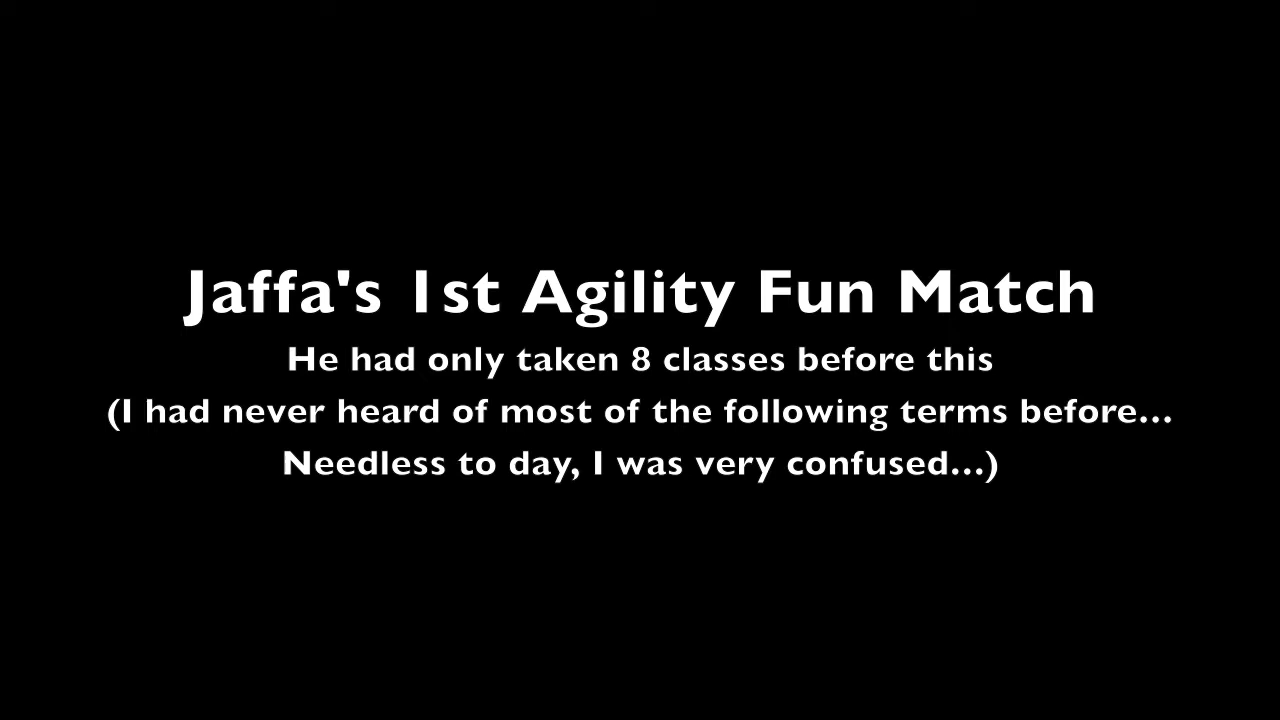 Jaffa's 1st Agility Fun Match
He had only taken 8 classes before this
(I had never heard of most of the following terms before...
Needless to day, I was very confused...)